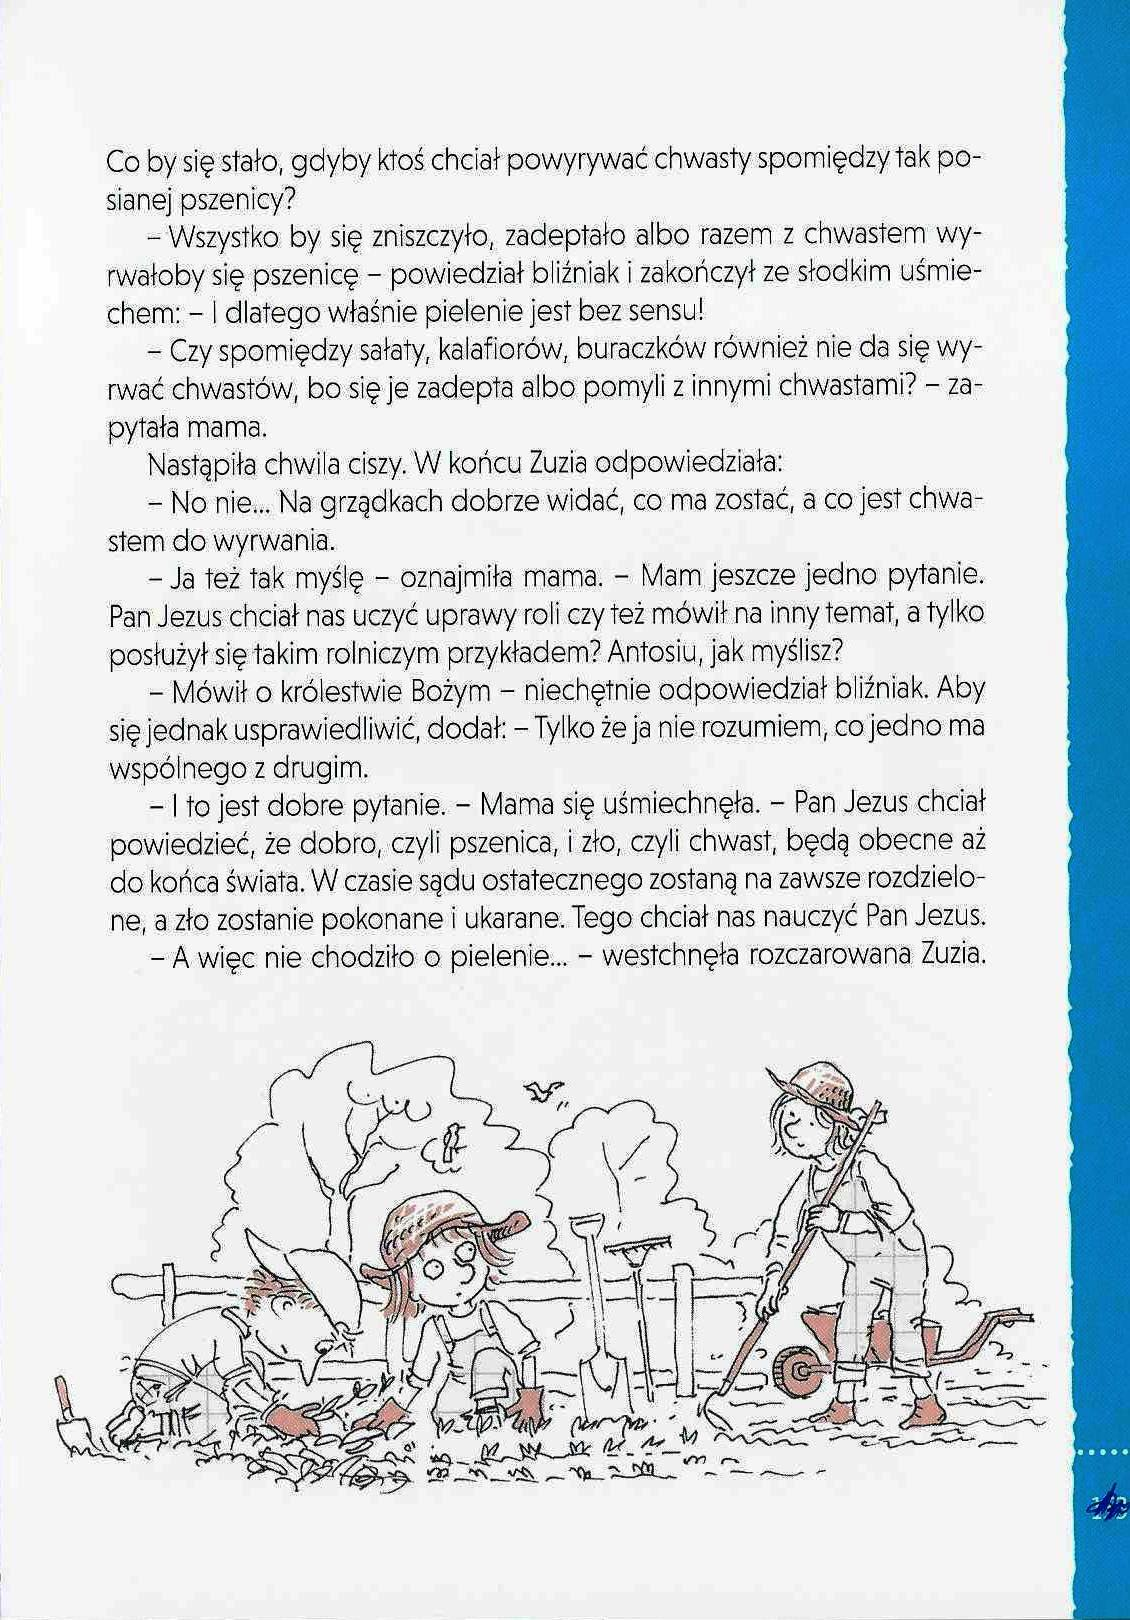 Co by się stało, gdyby ktoś chciał powyrywać chwasty spomiędzy tak po-
sianej pszenicy?
– Wszystko by się zniszczyło, zadeptało albo razem z chwastem wy-
rwałoby się pszenicę – powiedział bliźniak i zakończył ze słodkim uśmie-
chem: – I dlatego właśnie pielenie jest bez sensu!
– Czy spomiędzy sałaty, kalafiorów, buraczków również nie da się wy-
rwać chwastów, bo się je zadepta albo pomyli z innymi chwastami? – za-
pytała mama.
Nastąpiła chwila ciszy. W końcu Zuzia odpowiedziała:
– No nie... Na grządkach dobrze widać, co ma zostać, a co jest chwa-
stem do wyrwania.
– Ja też tak myślę – oznajmiła mama. – Mam jeszcze jedno pytanie.
Pan Jezus chciał nas uczyć uprawy roli czy też mówił na inny temat, a tylko
posłużył się takim rolniczym przykładem? Antosiu, jak myślisz?
– Mówił o królestwie Bożym – niechętnie odpowiedział bliźniak. Aby
się jednak usprawiedliwić, dodał: – Tylko że ja nie rozumiem, co jedno ma
wspólnego z drugim.
– I to jest dobre pytanie. – Mama się uśmiechnęła. – Pan Jezus chciał
powiedzieć, że dobro, czyli pszenica, i zło, czyli chwast, będą obecne aż
do końca świata. W czasie sądu ostatecznego zostaną na zawsze rozdzielo-
ne, a zło zostanie pokonane i ukarane. Tego chciał nas nauczyć Pan Jezus.
– A więc nie chodziło o pielenie... – westchnęła rozczarowana Zuzia.